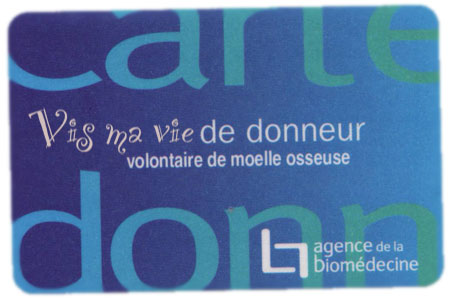 Carte
Vis ma vie de donneur
volontaire de moelle osseuse
donn
agence de la
biomédecine